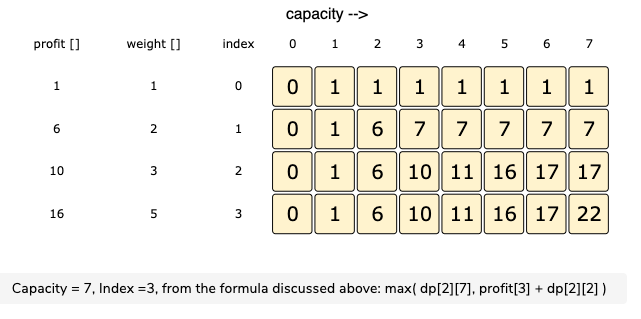 capacity -->
profit [] weight [] index 0 1 2 3 4 5 6 7
1 1 0 0 1 1 1 1 1 1 1
6 2 1 0 1 6 7 7 7 7 7
10 3 2 0 1 6 10 11 16 17 17
16 5 3 0 1 6 10 11 16 17 22
Capacity = 7, Index =3, from the formula discussed above: max( dp[2][7], profit[3] + dp[2][2] )